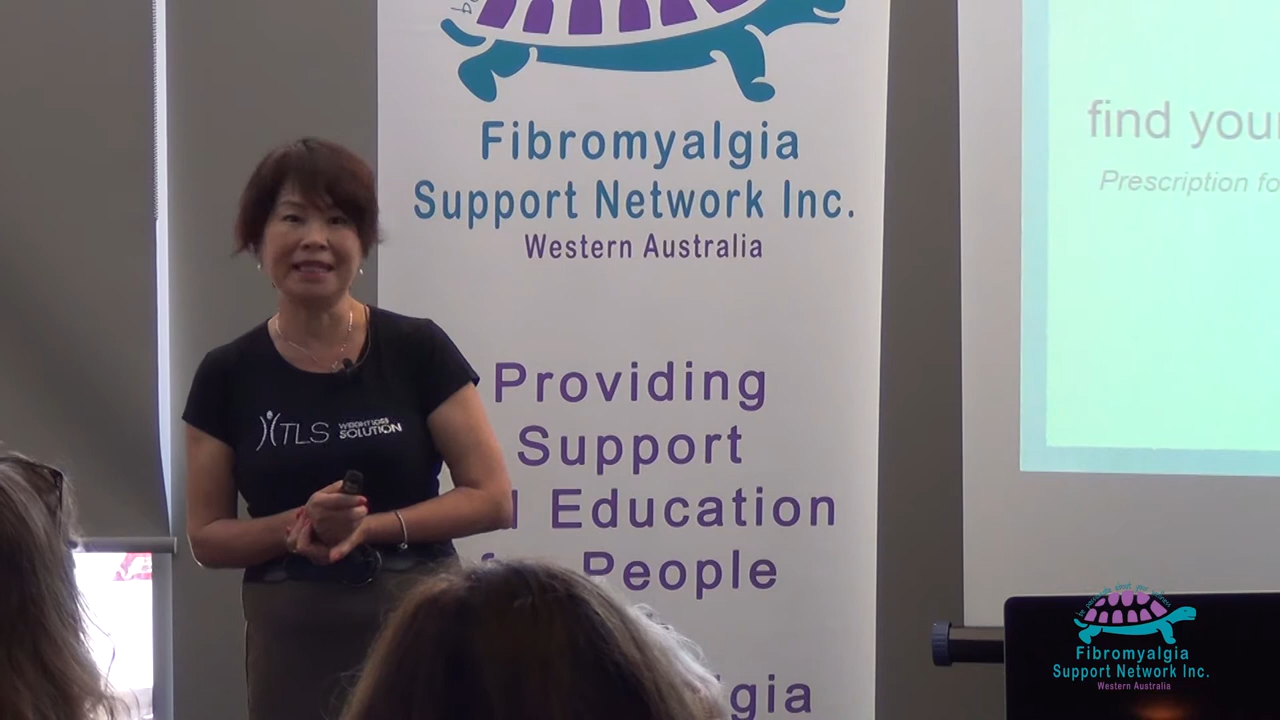 Fibromyalgia
Support Network Inc.
Western Australia
Providing
Support
Education
People
find your
Prescription fo
TLS WEIGHT LOSS
SOLUTION
Fibromyalgia
Support Network Inc.
Western Australia